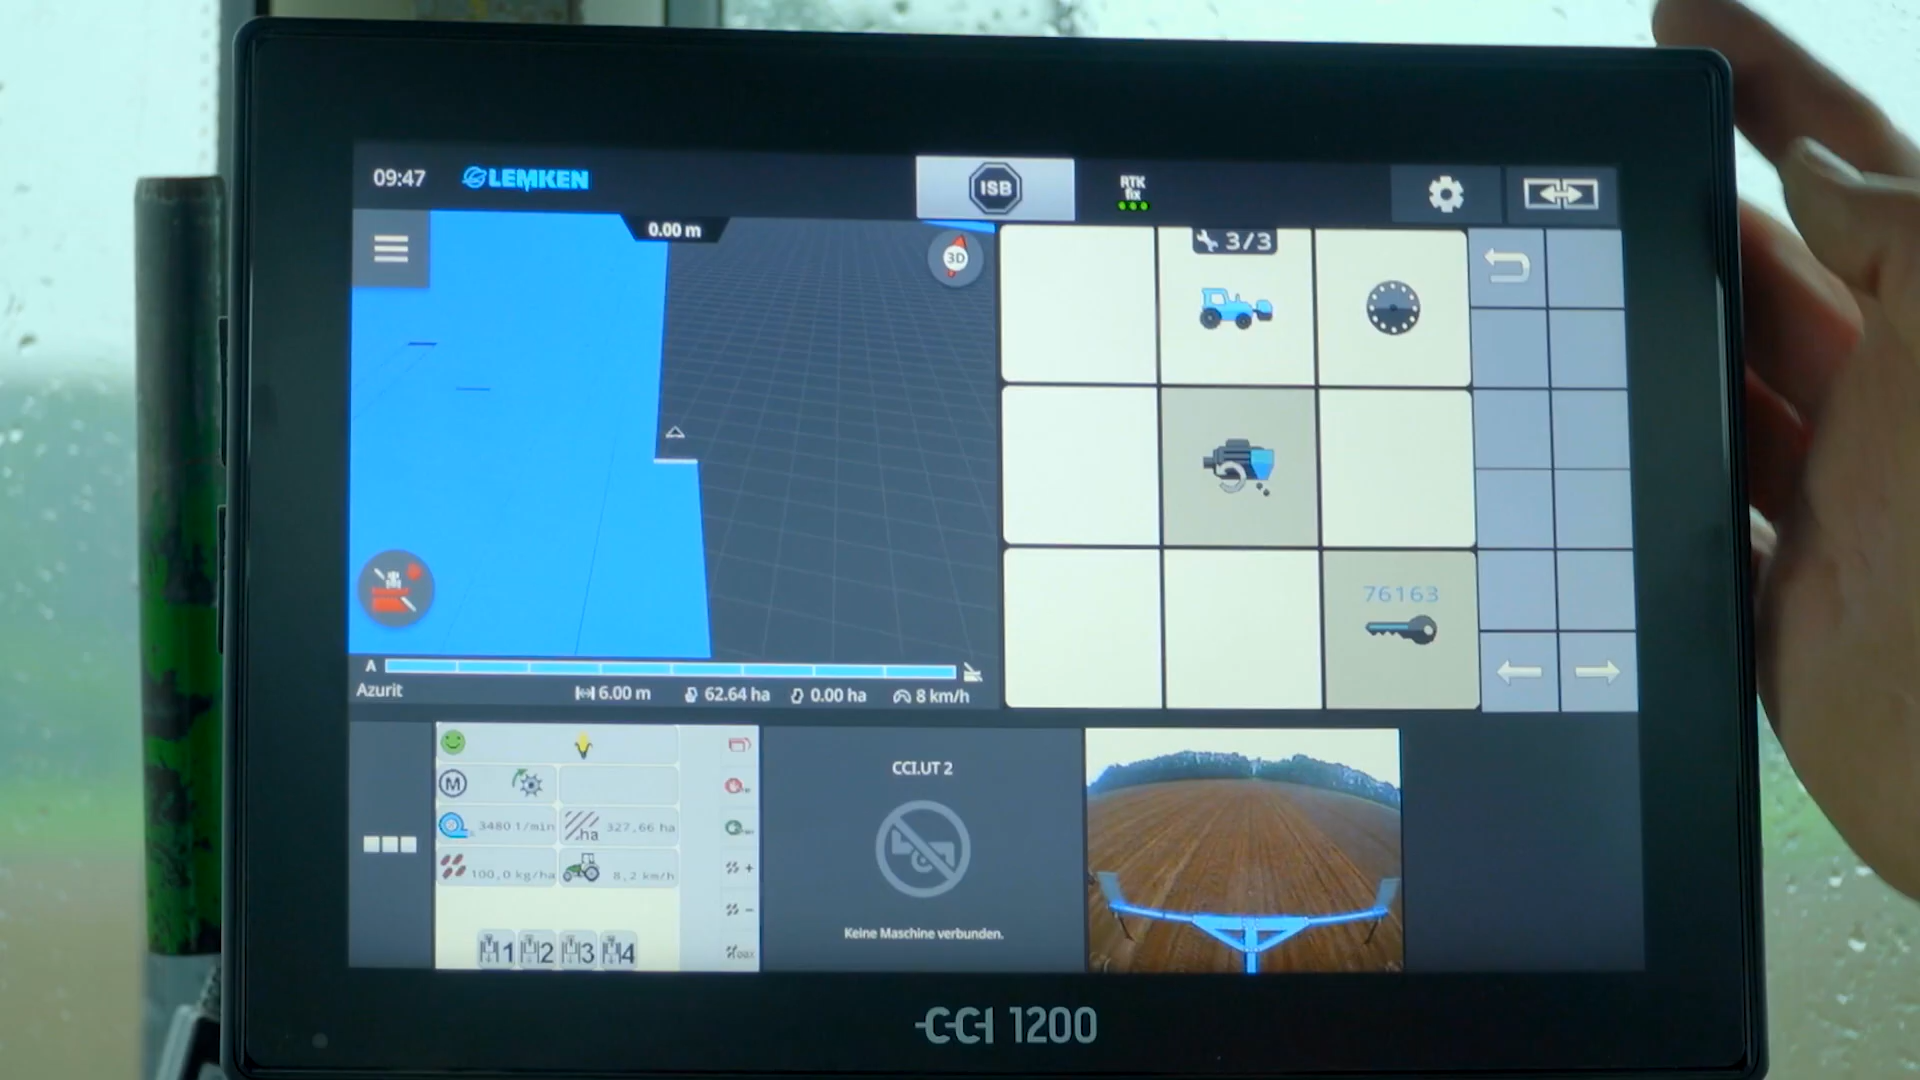 09:47
LEMKEN
ISB
RTK
fix
0.00 m
3D
3/3
76163
A
Azurit
6.00 m
62.64 ha
0.00 ha
8 km/h
M
3480 1/min
ha
327,66 ha
100,0 kg/ha
8,2 km/h
1
2
3
4
CCI.UT 2
Keine Maschine verbunden.
CCI 1200